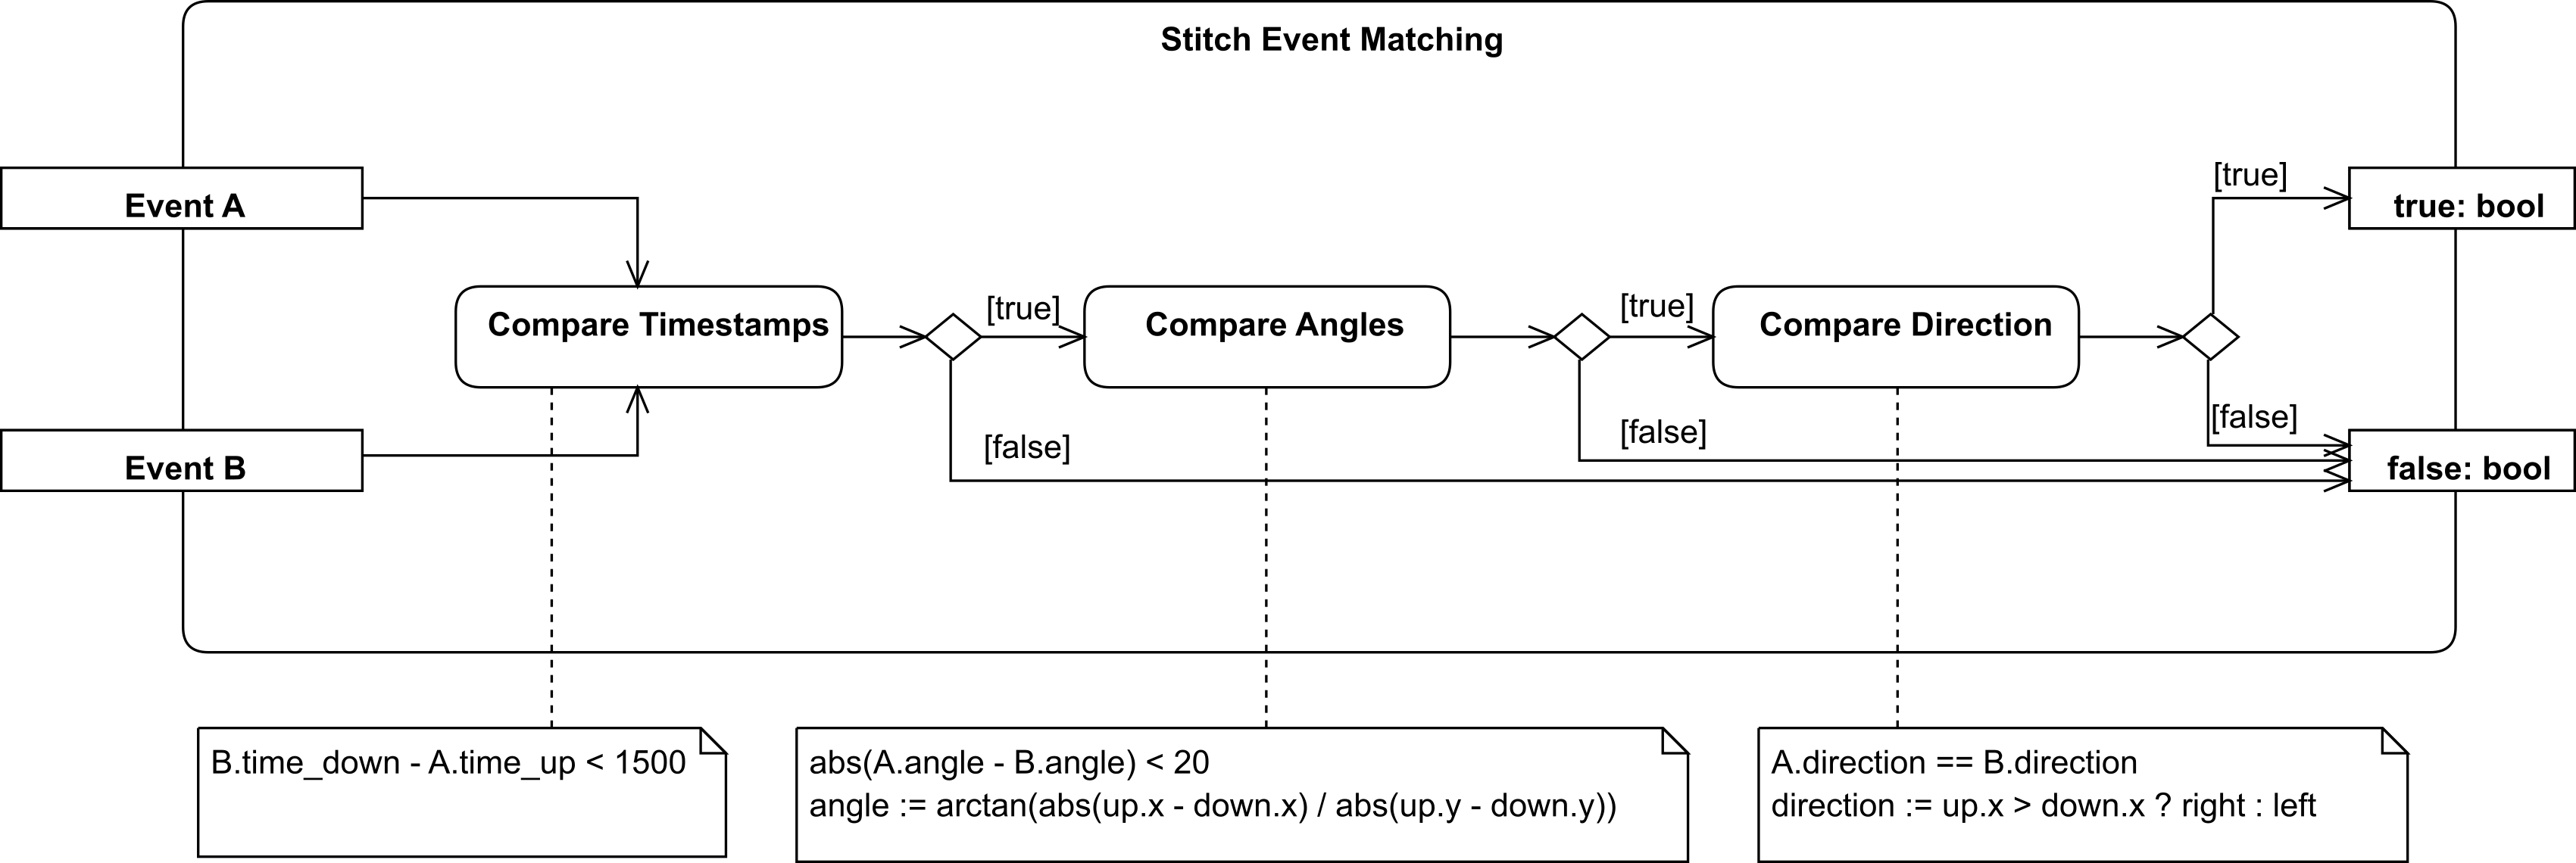 Stitch Event Matching
Event A
[true]
true: bool
Compare Timestamps
[true]
Compare Angles
[true]
Compare Direction
[false]
[false]
[false]
Event B
false: bool
B.time_down - A.time_up < 1500
abs(A.angle - B.angle) < 20
angle := arctan(abs(up.x - down.x) / abs(up.y - down.y))
A.direction == B.direction
direction := up.x > down.x ? right : left